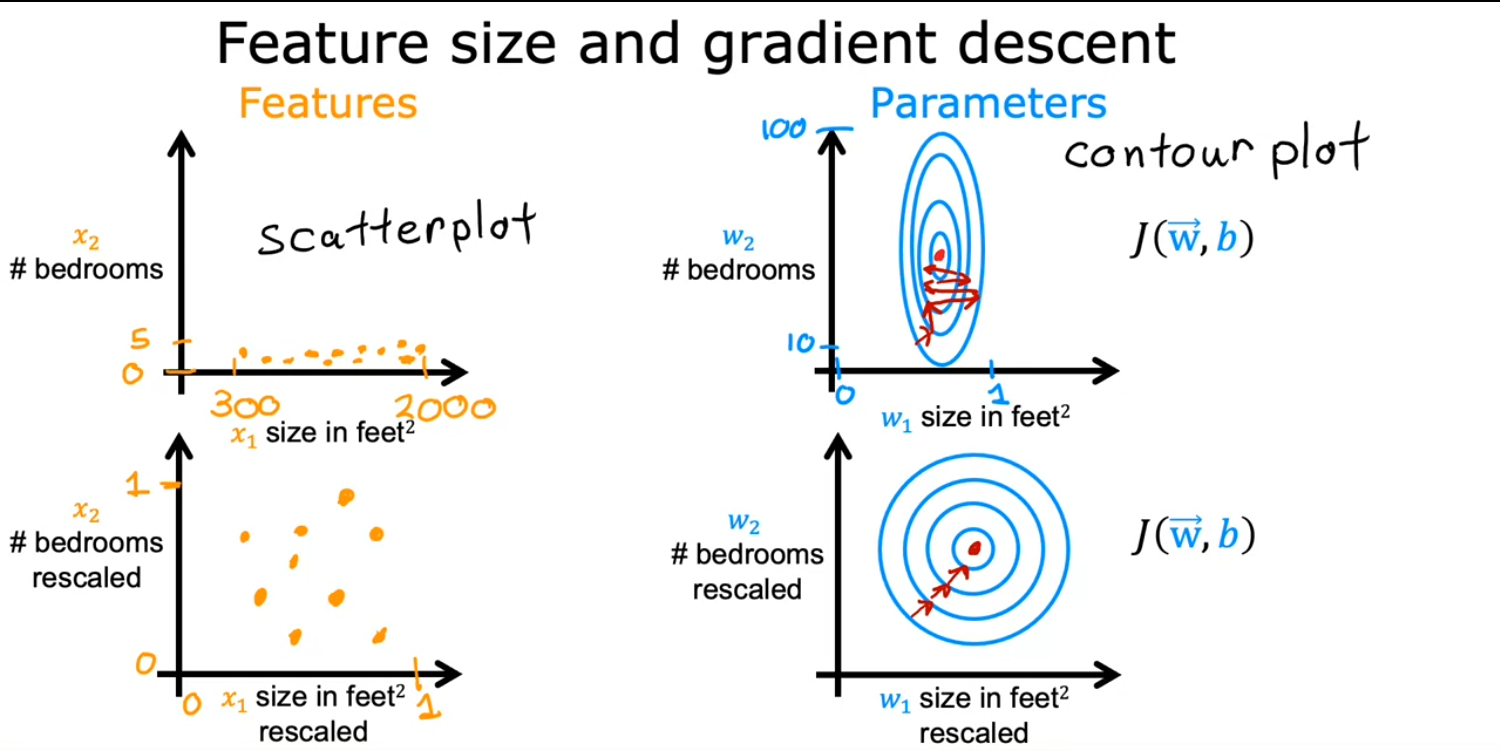 Feature size and gradient descent
Features
Parameters
scatterplot
x₂
# bedrooms
5
0
300
2000
x₁ size in feet²
100
contour plot
w₂
# bedrooms
J(w⃗, b)
10
0
1
w₁ size in feet²
1
x₂
# bedrooms
rescaled
0
0
x₁ size in feet²
rescaled
1
w₂
# bedrooms
rescaled
J(w⃗, b)
w₁ size in feet²
rescaled